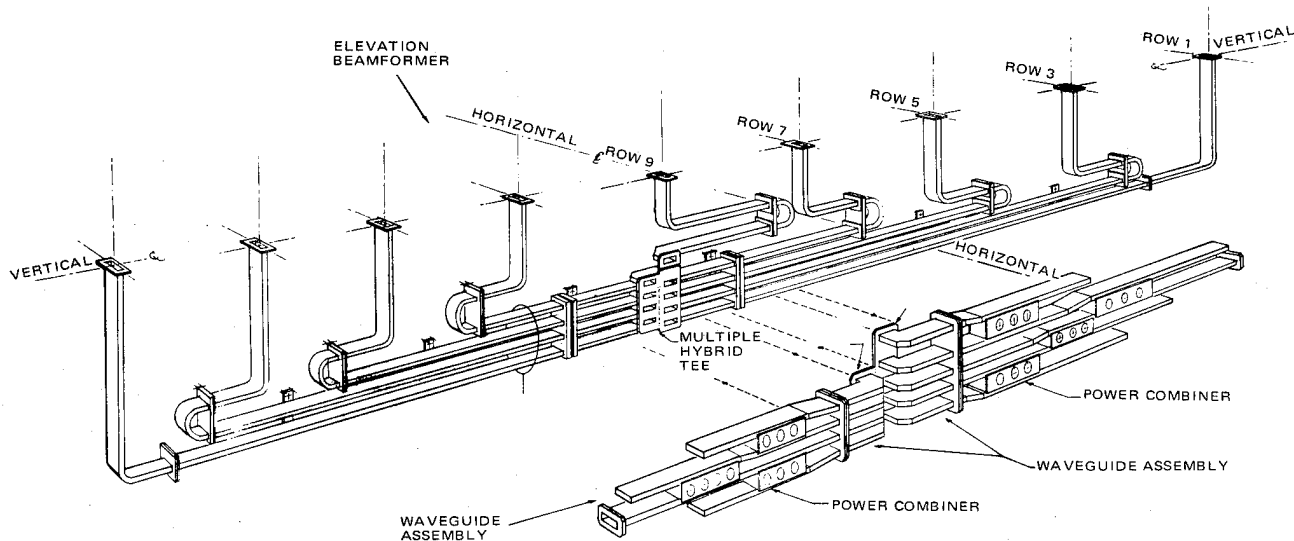 ELEVATION
BEAMFORMER
ROW 1
VERTICAL
ROW 3
ROW 5
HORIZONTAL
ROW 7
ROW 9
VERTICAL
HORIZONTAL
MULTIPLE
HYBRID
TEE
POWER COMBINER
WAVEGUIDE ASSEMBLY
POWER COMBINER
WAVEGUIDE
ASSEMBLY